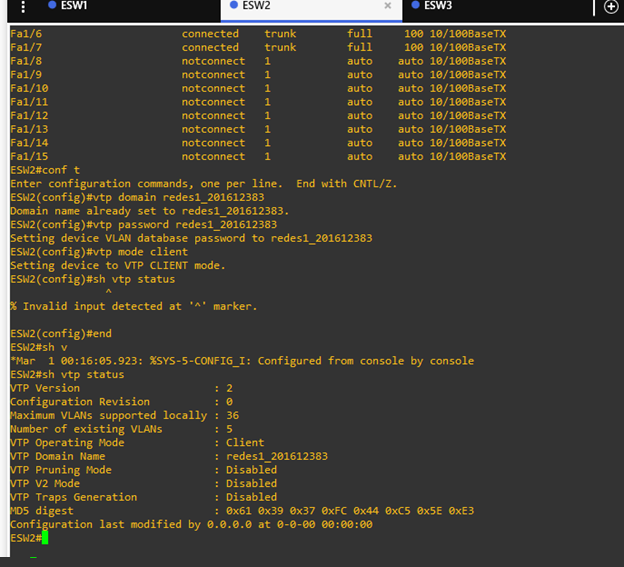 ESW1 ESW2 × ESW3
Fa1/6 connected trunk full 100 10/100BaseTX
Fa1/7 connected trunk full 100 10/100BaseTX
Fa1/8 notconnect 1 auto auto 10/100BaseTX
Fa1/9 notconnect 1 auto auto 10/100BaseTX
Fa1/10 notconnect 1 auto auto 10/100BaseTX
Fa1/11 notconnect 1 auto auto 10/100BaseTX
Fa1/12 notconnect 1 auto auto 10/100BaseTX
Fa1/13 notconnect 1 auto auto 10/100BaseTX
Fa1/14 notconnect 1 auto auto 10/100BaseTX
Fa1/15 notconnect 1 auto auto 10/100BaseTX
ESW2#conf t
Enter configuration commands, one per line. End with CNTL/Z.
ESW2(config)#vtp domain redes1_201612383
Domain name already set to redes1_201612383.
ESW2(config)#vtp password redes1_201612383
Setting device VLAN database password to redes1_201612383
ESW2(config)#vtp mode client
Setting device to VTP CLIENT mode.
ESW2(config)#sh vtp status
^
% Invalid input detected at '^' marker.
ESW2(config)#end
ESW2#sh v
*Mar 1 00:16:05.923: %SYS-5-CONFIG_I: Configured from console by console
ESW2#sh vtp status
VTP Version : 2
Configuration Revision : 0
Maximum VLANs supported locally : 36
Number of existing VLANs : 5
VTP Operating Mode : Client
VTP Domain Name : redes1_201612383
VTP Pruning Mode : Disabled
VTP V2 Mode : Disabled
VTP Traps Generation : Disabled
MD5 digest : 0x61 0x39 0x37 0xFC 0x44 0xC5 0x5E 0xE3
Configuration last modified by 0.0.0.0 at 0-0-00 00:00:00
ESW2#